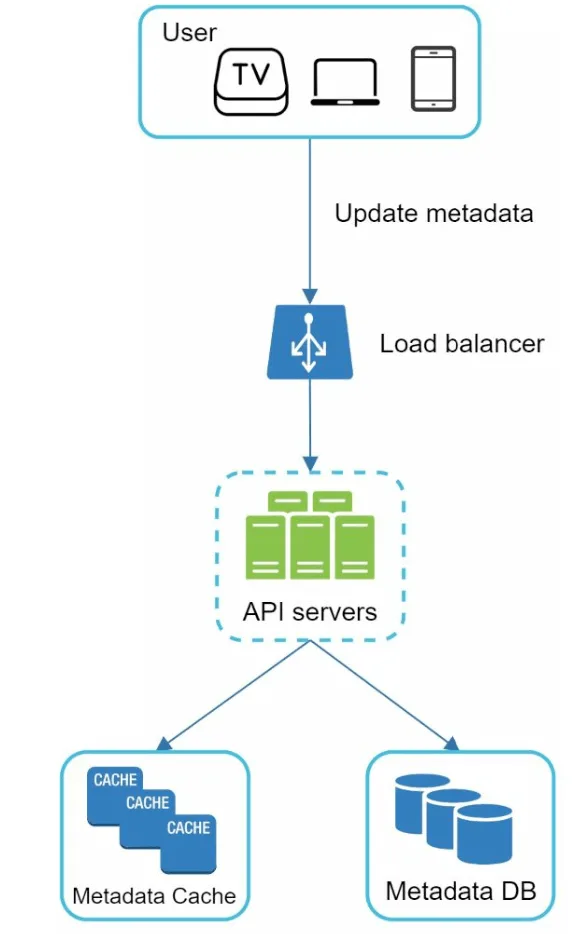 User
TV
Update metadata
Load balancer
API servers
CACHE
CACHE
CACHE
Metadata Cache
Metadata DB